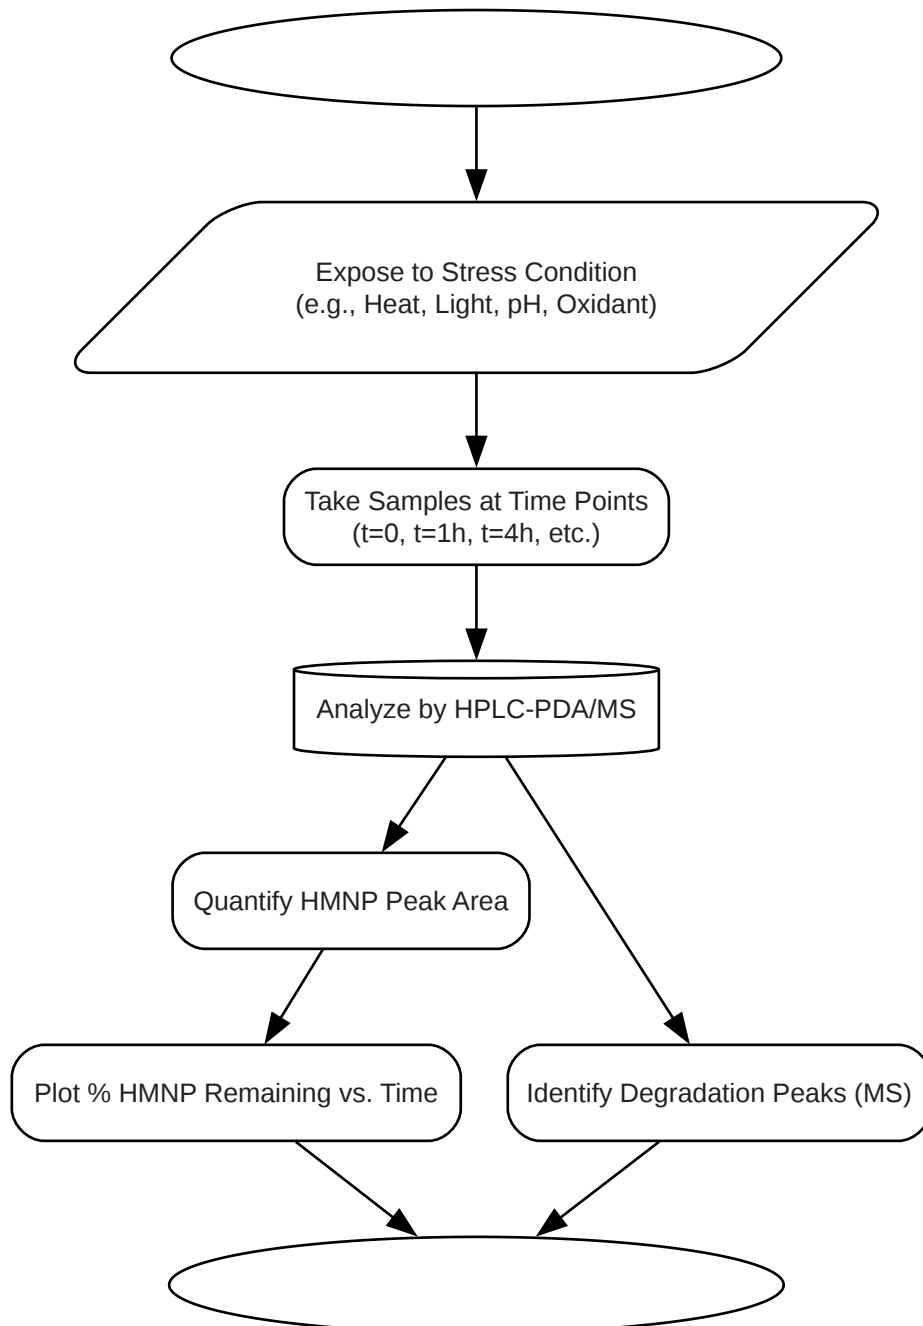 Expose to Stress Condition
(e.g., Heat, Light, pH, Oxidant)
Take Samples at Time Points
(t=0, t=1h, t=4h, etc.)
Analyze by HPLC-PDA/MS
Quantify HMNP Peak Area
Plot % HMNP Remaining vs. Time
Identify Degradation Peaks (MS)